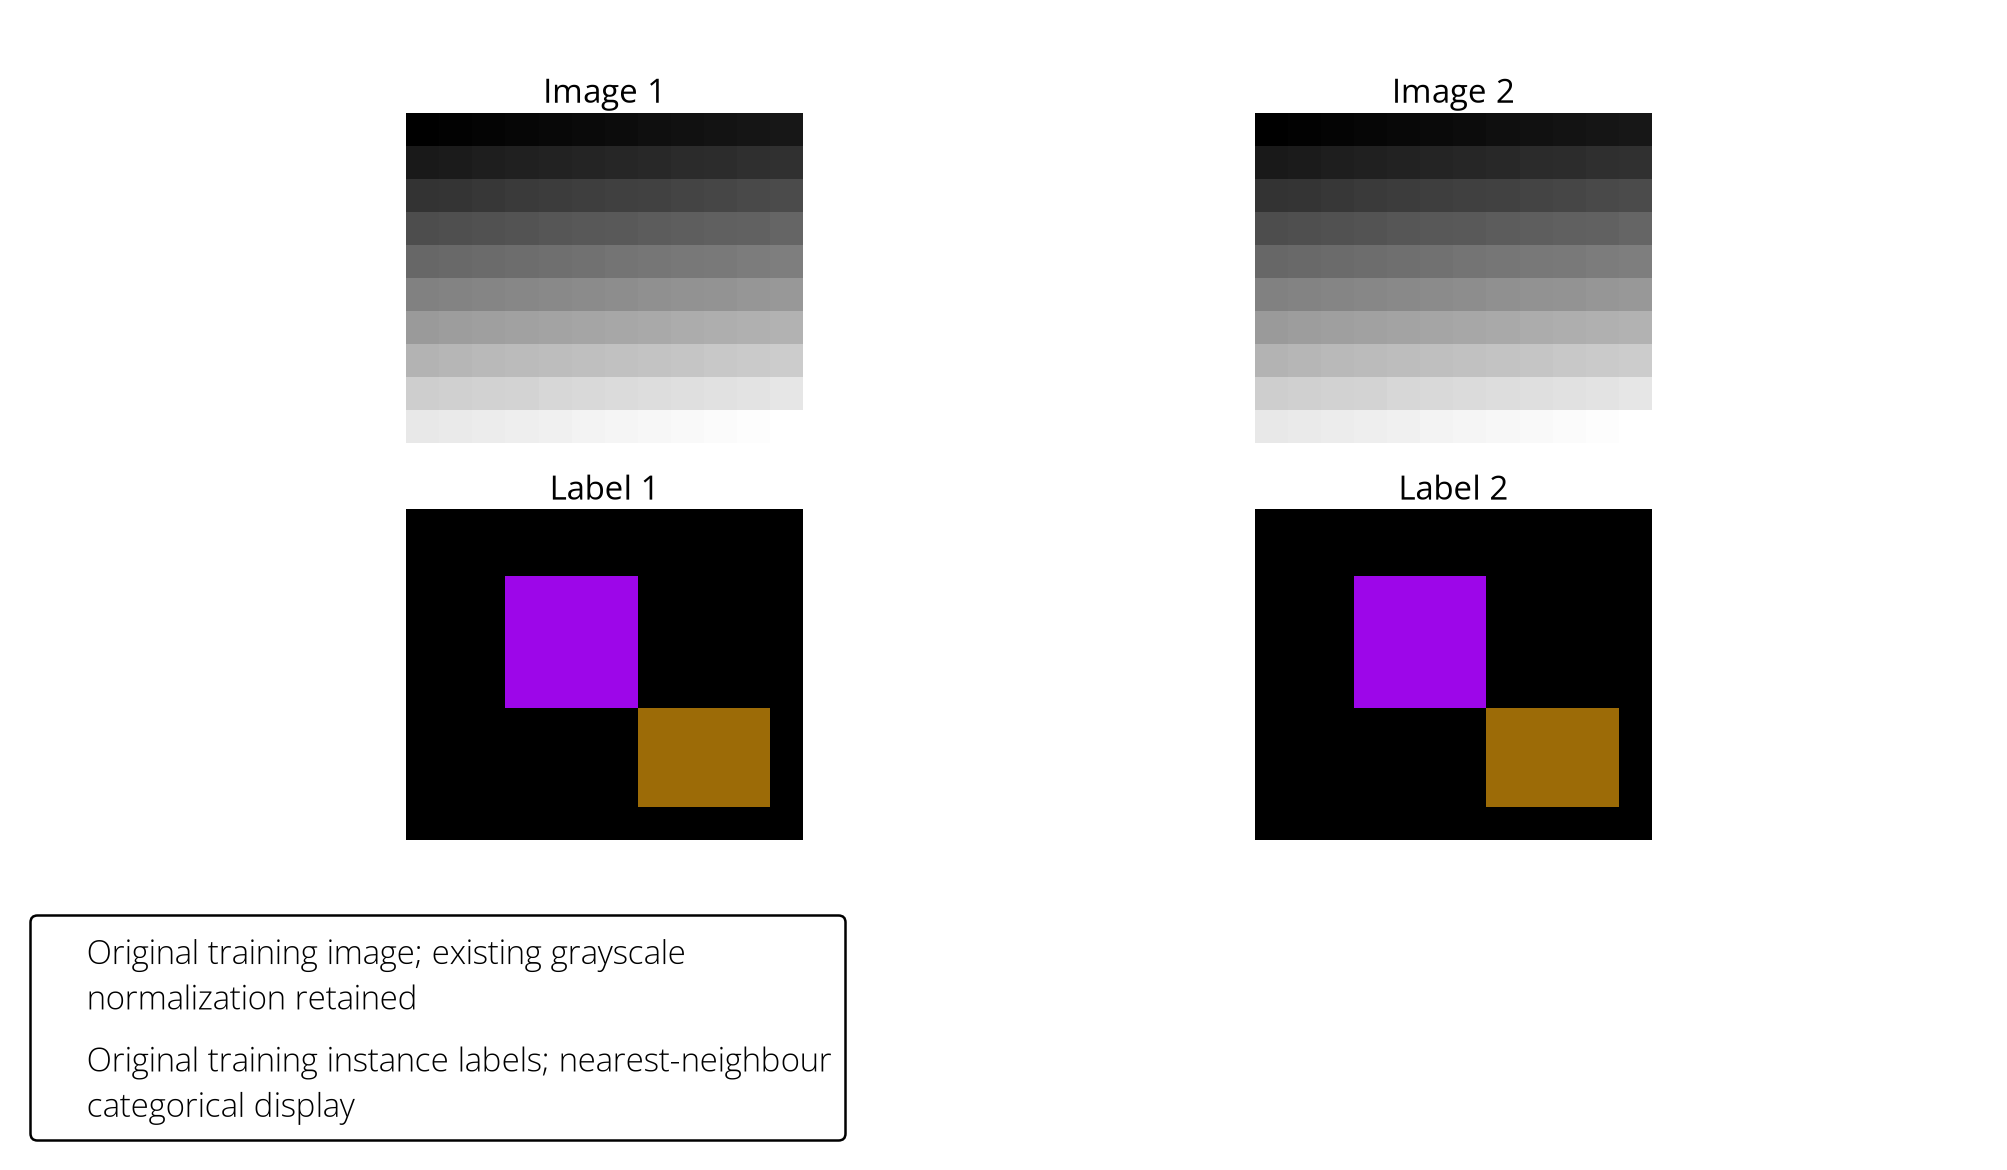 Image 1
Image 2
Label 1
Label 2
Original training image; existing grayscale
normalization retained
Original training instance labels; nearest-neighbour
categorical display